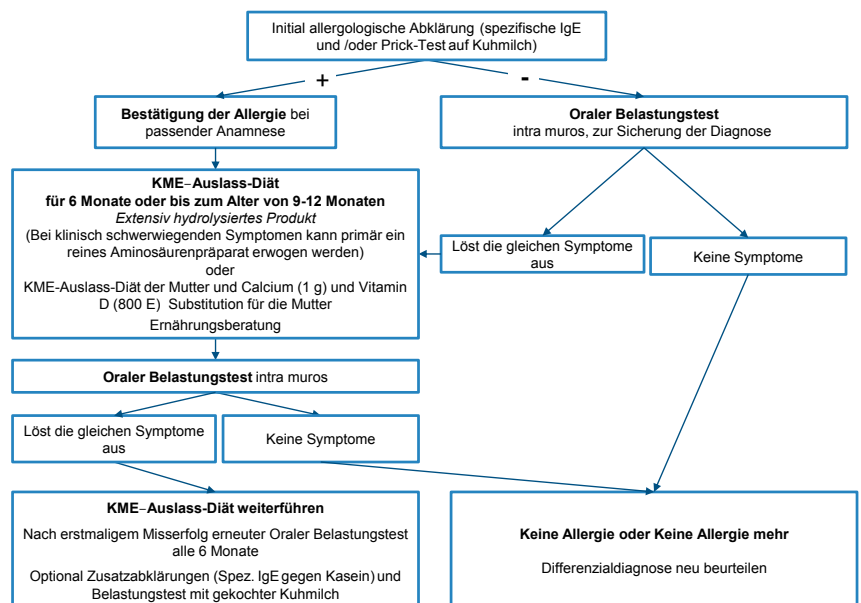 Initial allergologische Abklärung (spezifische IgE
und /oder Prick-Test auf Kuhmilch)
+
-
Bestätigung der Allergie bei
passender Anamnese
Oraler Belastungstest
intra muros, zur Sicherung der Diagnose
KME–Auslass-Diät
für 6 Monate oder bis zum Alter von 9-12 Monaten
Extensiv hydrolysiertes Produkt
(Bei klinisch schwerwiegenden Symptomen kann primär ein
reines Aminosäurenpräparat erwogen werden)
oder
KME-Auslass-Diät der Mutter und Calcium (1 g) und Vitamin
D (800 E) Substitution für die Mutter
Ernährungsberatung
Löst die gleichen Symptome
aus
Keine Symptome
Oraler Belastungstest intra muros
Löst die gleichen Symptome
aus
Keine Symptome
KME–Auslass-Diät weiterführen
Nach erstmaligem Misserfolg erneuter Oraler Belastungstest
alle 6 Monate
Optional Zusatzabklärungen (Spez. IgE gegen Kasein) und
Belastungstest mit gekochter Kuhmilch
Keine Allergie oder Keine Allergie mehr
Differenzialdiagnose neu beurteilen